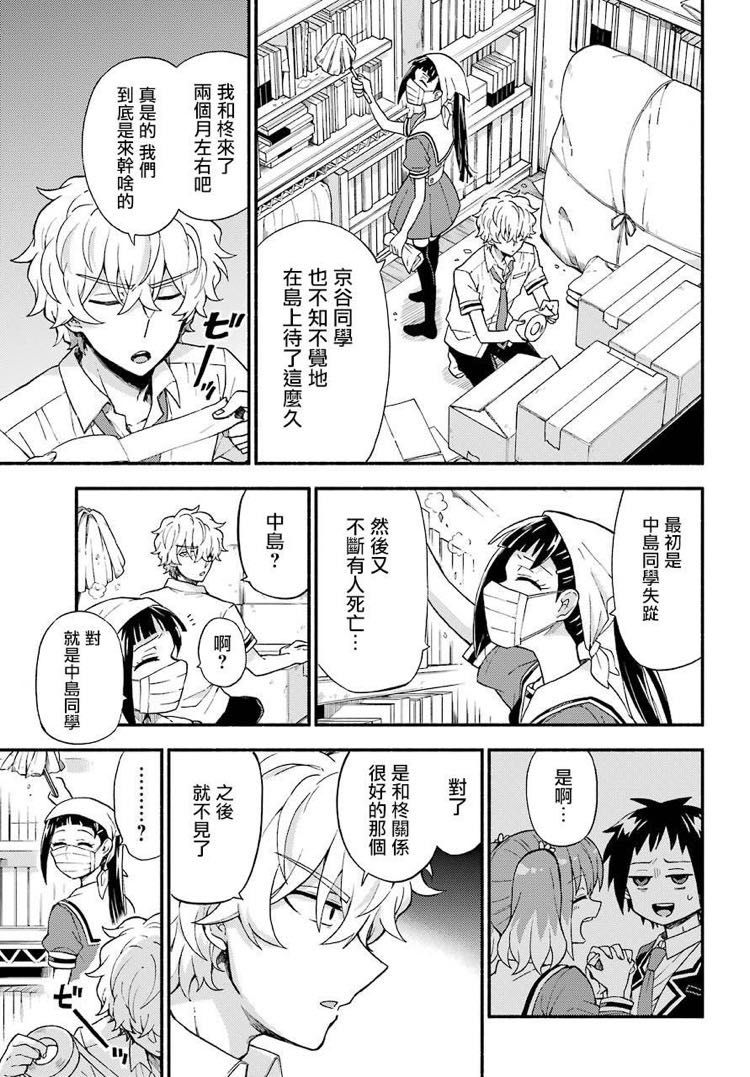 京谷同學
也不知不覺地
在島上待了這麼久
我和柊來了
兩個月左右吧
真是的 我們
到底是來幹啥的
ビー
最初是
中島同學失蹤
然後又
不斷有人死亡…
中島?
啊?
對
就是中島同學
是啊…
對了
是和柊關係
很好的那個
之後
就不見了
………?
ビー